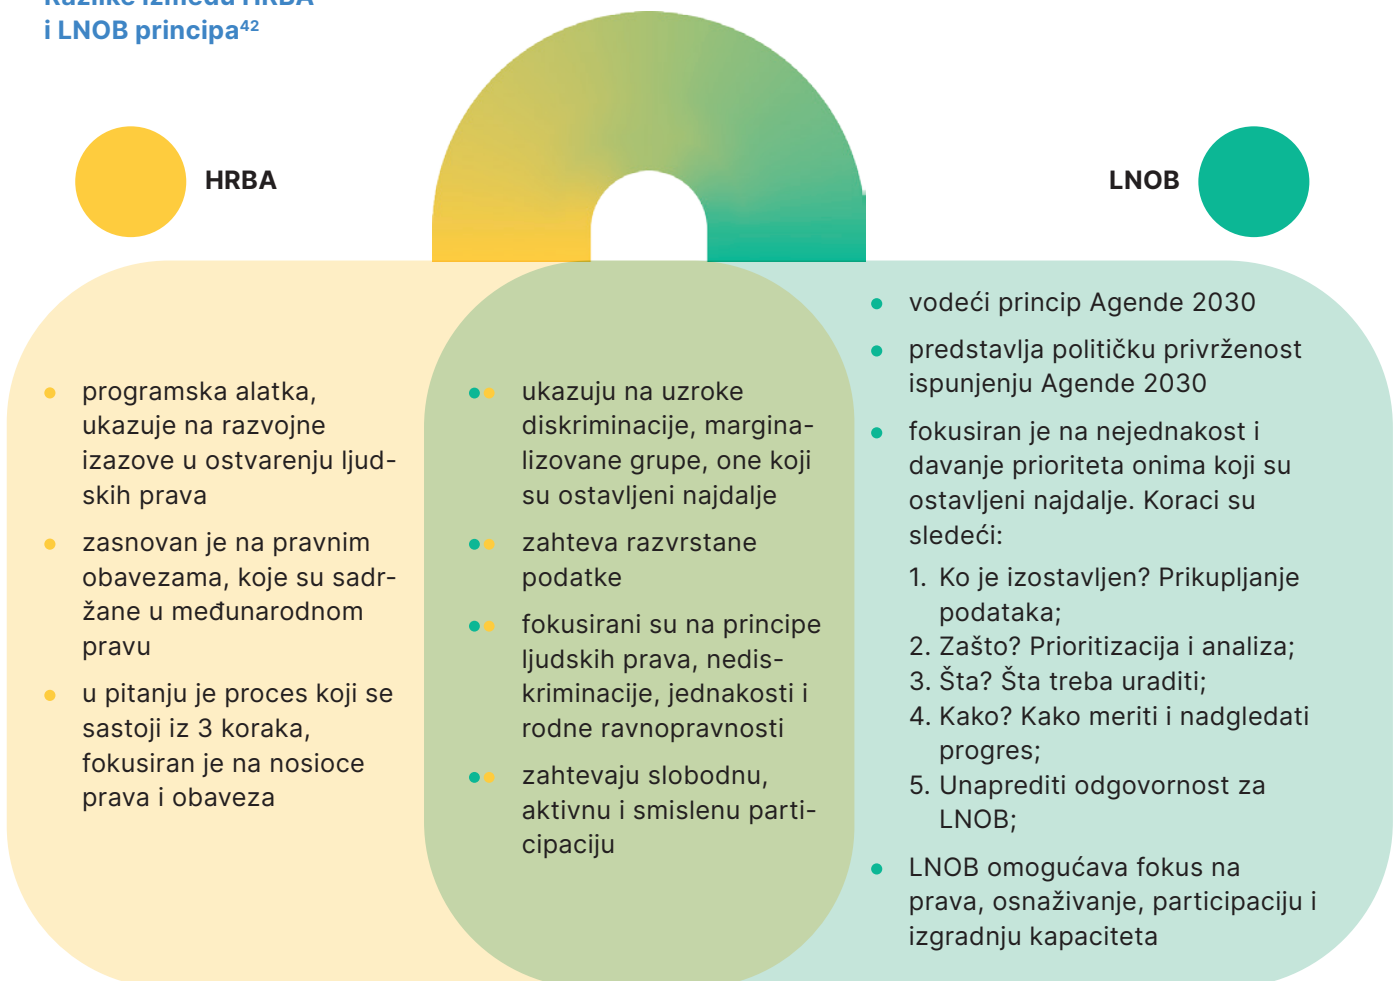 Razlike između HRBA
i LNOB principa⁴²
HRBA
LNOB
• programska alatka,
ukazuje na razvojne
izazove u ostvarenju ljud-
skih prava
• zasnovan je na pravnim
obavezama, koje su sadr-
žane u međunarodnom
pravu
• u pitanju je proces koji se
sastoji iz 3 koraka,
fokusiran je na nosioce
prava i obaveza
•• ukazuju na uzroke
diskriminacije, margina-
lizovane grupe, one koji
su ostavljeni najdalje
•• zahteva razvrstane
podatke
•• fokusirani su na principe
ljudskih prava, nedis-
kriminacije, jednakosti i
rodne ravnopravnosti
•• zahtevaju slobodnu,
aktivnu i smislenu parti-
cipaciju
• vodeći princip Agende 2030
• predstavlja političku privrženost
ispunjenju Agende 2030
• fokusiran je na nejednakost i
davanje prioriteta onima koji su
ostavljeni najdalje. Koraci su
sledeći:
1. Ko je izostavljen? Prikupljanje
podataka;
2. Zašto? Prioritizacija i analiza;
3. Šta? Šta treba uraditi;
4. Kako? Kako meriti i nadgledati
progres;
5. Unaprediti odgovornost za
LNOB;
• LNOB omogućava fokus na
prava, osnaživanje, participaciju i
izgradnju kapaciteta